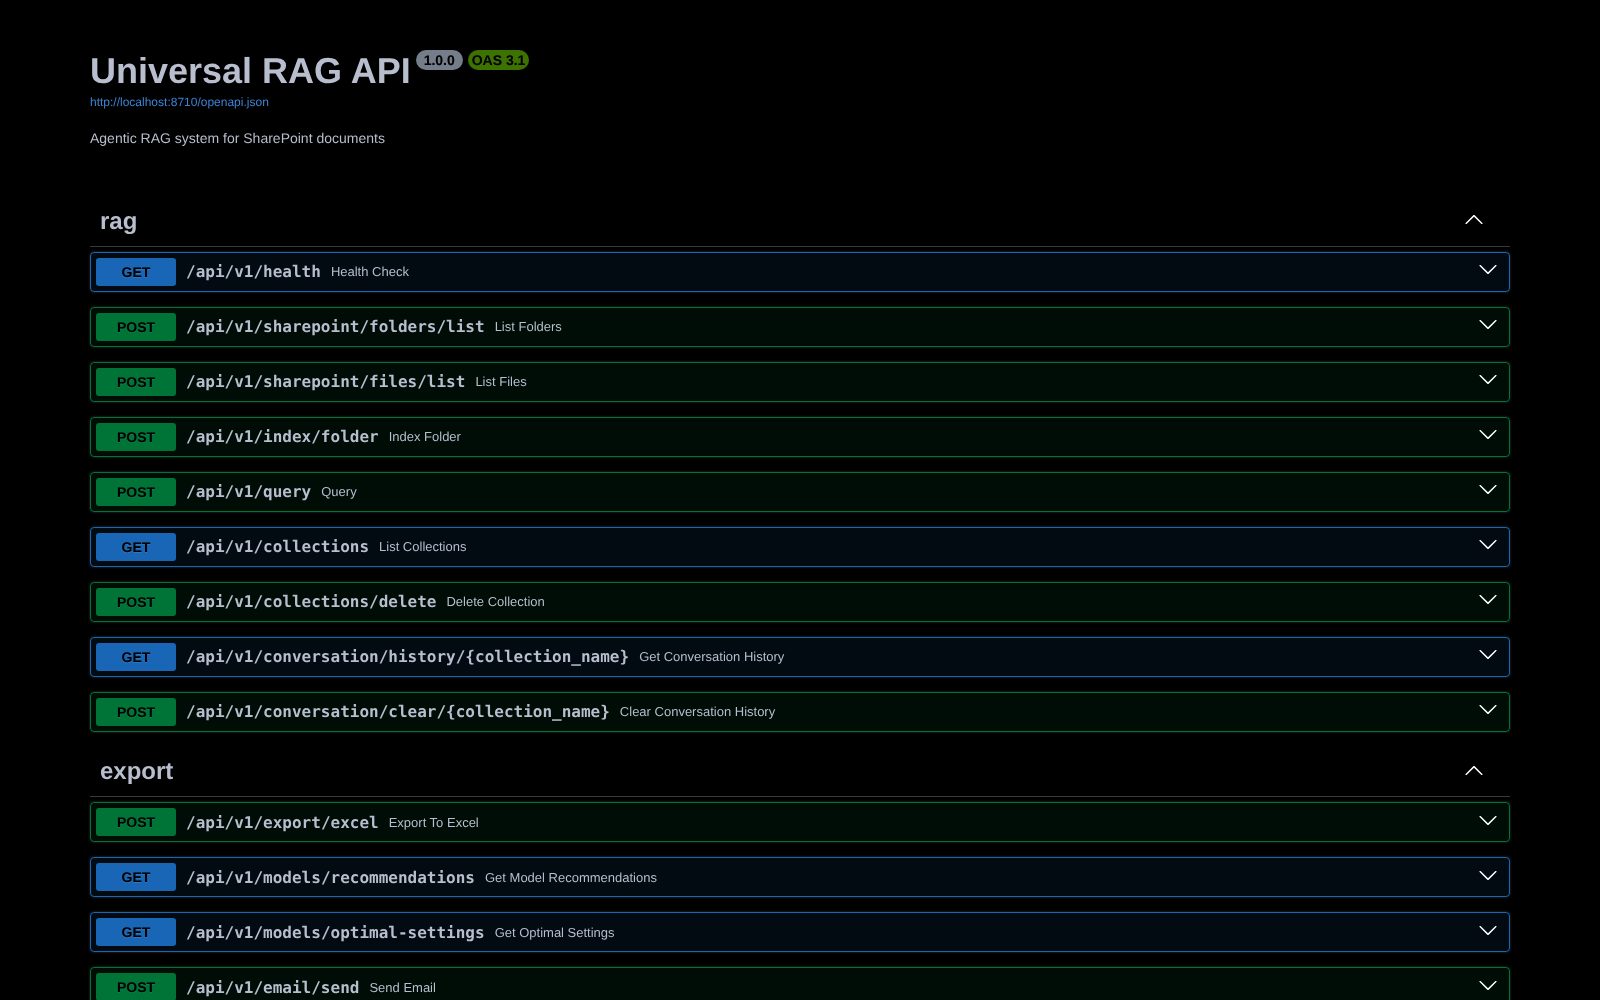 Universal RAG API 1.0.0 OAS 3.1
http://localhost:8710/openapi.json
Agentic RAG system for SharePoint documents
rag
GET /api/v1/health Health Check
POST /api/v1/sharepoint/folders/list List Folders
POST /api/v1/sharepoint/files/list List Files
POST /api/v1/index/folder Index Folder
POST /api/v1/query Query
GET /api/v1/collections List Collections
POST /api/v1/collections/delete Delete Collection
GET /api/v1/conversation/history/{collection_name} Get Conversation History
POST /api/v1/conversation/clear/{collection_name} Clear Conversation History
export
POST /api/v1/export/excel Export To Excel
GET /api/v1/models/recommendations Get Model Recommendations
GET /api/v1/models/optimal-settings Get Optimal Settings
POST /api/v1/email/send Send Email